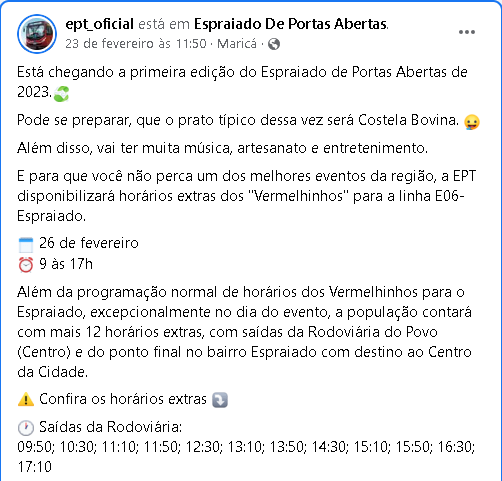 ept_oficial está em Espraiado De Portas Abertas.
23 de fevereiro às 11:50 · Maricá ·
Está chegando a primeira edição do Espraiado de Portas Abertas de
2023.
Pode se preparar, que o prato típico dessa vez será Costela Bovina.
Além disso, vai ter muita música, artesanato e entretenimento.
E para que você não perca um dos melhores eventos da região, a EPT
disponibilizará horários extras dos "Vermelhinhos" para a linha E06-
Espraiado.
26 de fevereiro
9 às 17h
Além da programação normal de horários dos Vermelhinhos para o
Espraiado, excepcionalmente no dia do evento, a população contará
com mais 12 horários extras, com saídas da Rodoviária do Povo
(Centro) e do ponto final no bairro Espraiado com destino ao Centro
da Cidade.
Confira os horários extras
Saídas da Rodoviária:
09:50; 10:30; 11:10; 11:50; 12:30; 13:10; 13:50; 14:30; 15:10; 15:50; 16:30;
17:10